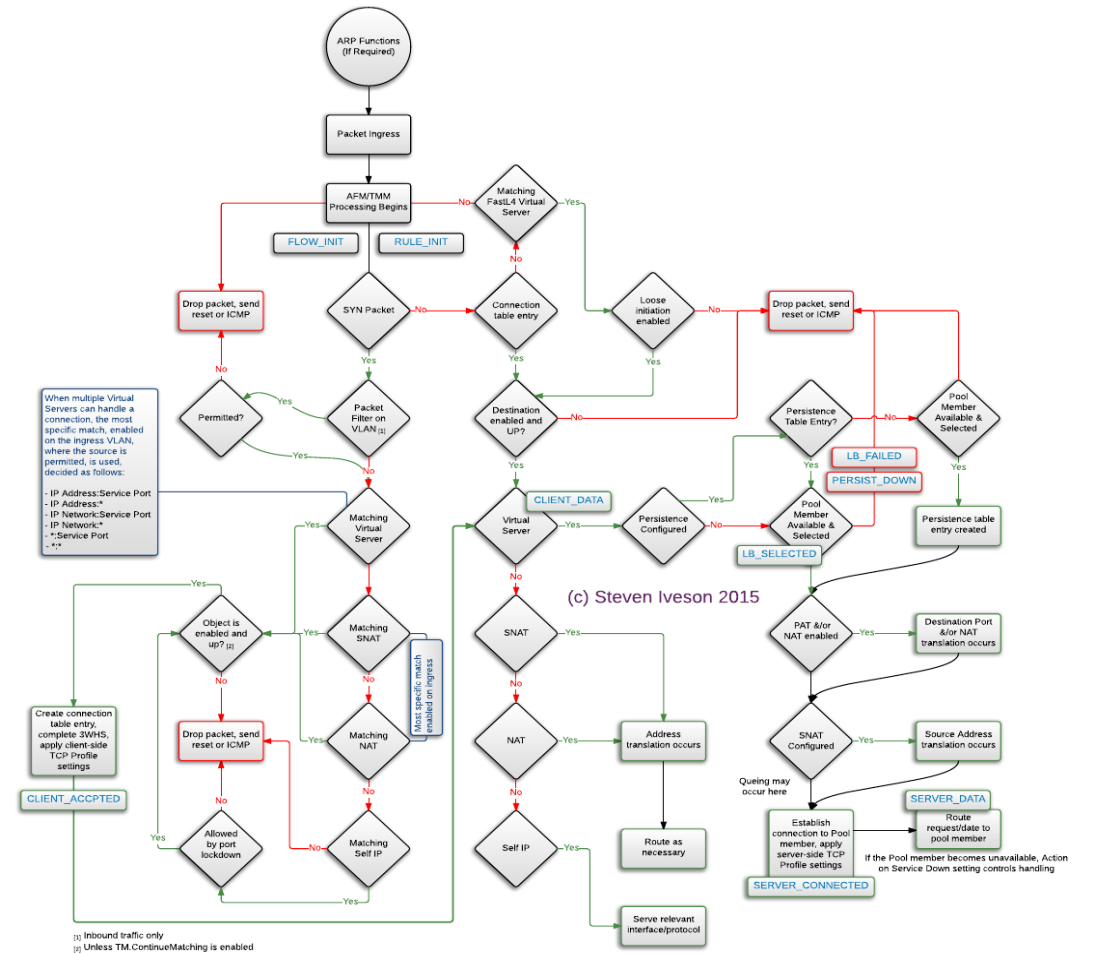 ARP Functions
(If Required)
Packet Ingress
AFM/TMM
Processing Begins
FLOW_INIT
RULE_INIT
Matching
FastL4 Virtual
Server
No
Yes
No
Drop packet, send
reset or ICMP
SYN Packet
No
Connection
table entry
Loose
initiation
enabled
No
Drop packet, send
reset or ICMP
Yes
Yes
Yes
No
Permitted?
Yes
Packet
Filter on
VLAN [1]
Yes
No
Destination
enabled and
UP?
No
Persistence
Table Entry?
No
Pool
Member
Available &
Selected
Yes
Yes
Yes
LB_FAILED
PERSIST_DOWN
When multiple Virtual
Servers can handle a
connection, the most
specific match, enabled
on the ingress VLAN,
where the source is
permitted, is used,
decided as follows:
- IP Address:Service Port
- IP Address:*
- IP Network:Service Port
- IP Network:*
- *:Service Port
- *:*
Yes
Matching
Virtual
Server
CLIENT_DATA
Virtual
Server
Yes
Persistence
Configured
Yes
No
Pool
Member
Available &
Selected
LB_SELECTED
Persistence table
entry created
No
(c) Steven Iveson 2015
Yes
Object is
enabled and
up? [2]
Yes
Matching
SNAT
Most specific match
enabled on ingress
SNAT
Yes
PAT &/or
NAT enabled
Yes
Destination Port
&/or NAT
translation occurs
No
No
No
Create connection
table entry,
complete 3WHS,
apply client-side
TCP Profile
settings
CLIENT_ACCPTED
Drop packet, send
reset or ICMP
Yes
Matching
NAT
NAT
Yes
Address
translation occurs
SNAT
Configured
Yes
Source Address
translation occurs
Queing may
occur here
No
No
No
Yes
Allowed
by port
lockdown
No
Matching
Self IP
Yes
Self IP
Yes
Route as
necessary
Establish
connection to Pool
member, apply
server-side TCP
Profile settings
SERVER_CONNECTED
SERVER_DATA
Route
request/date to
pool member
If the Pool member becomes unavailable, Action
on Service Down setting controls handling
Serve relevant
interface/protocol
[1] Inbound traffic only
[2] Unless TM.ContinueMatching is enabled